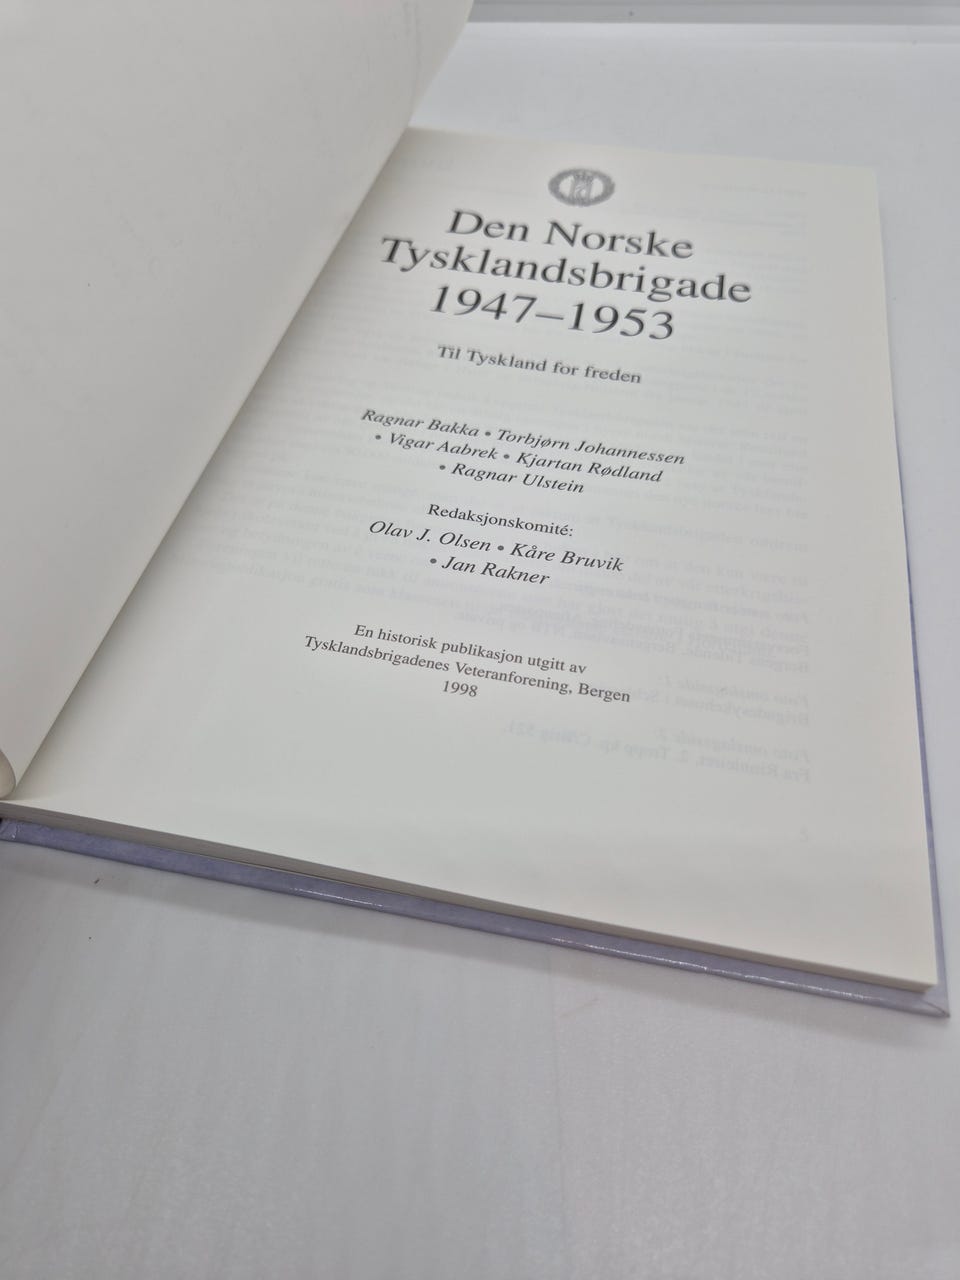 Den Norske
Tysklandsbrigade
1947–1953
Til Tyskland for freden
Ragnar Bakka • Torbjørn Johannessen
• Vigar Aabrek • Kjartan Rødland
• Ragnar Ulstein
Redaksjonskomité:
Olav J. Olsen • Kåre Bruvik
• Jan Rakner
En historisk publikasjon utgitt av
Tysklandsbrigadenes Veteranforening, Bergen
1998